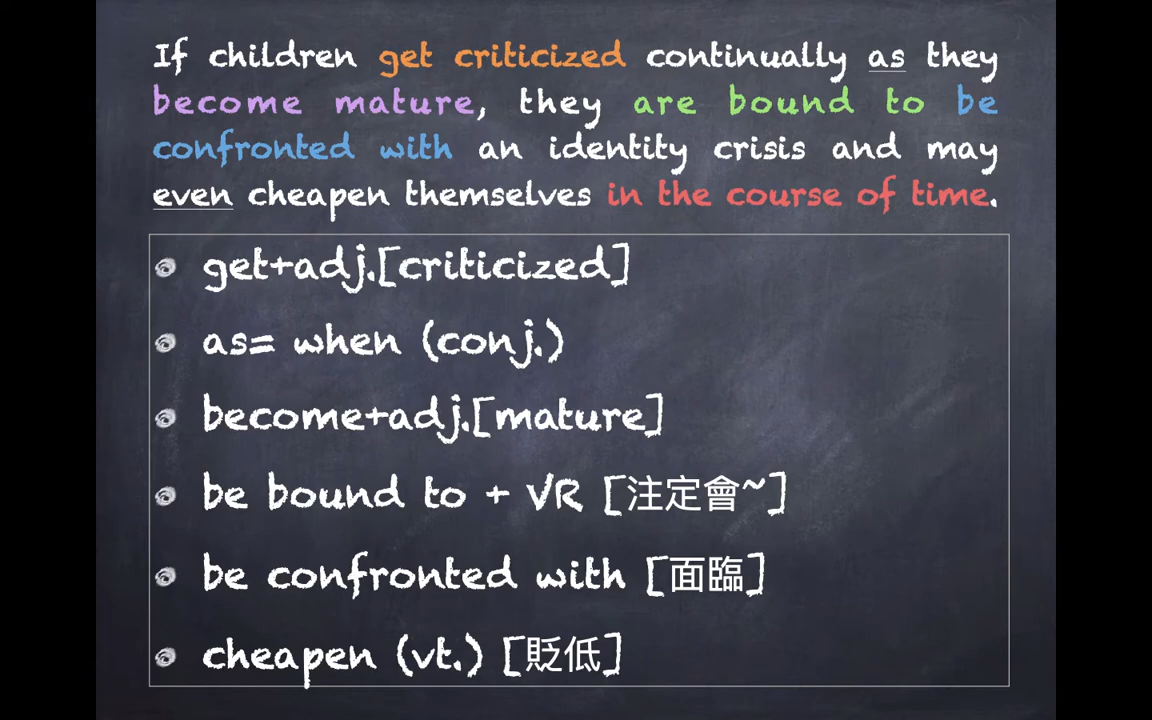 If children get criticized continually as they
become mature, they are bound to be
confronted with an identity crisis and may
even cheapen themselves in the course of time.
get+adj.[criticized]
as= when (conj.)
become+adj.[mature]
be bound to + VR [注定會~]
be confronted with [面臨]
cheapen (vt.) [貶低]